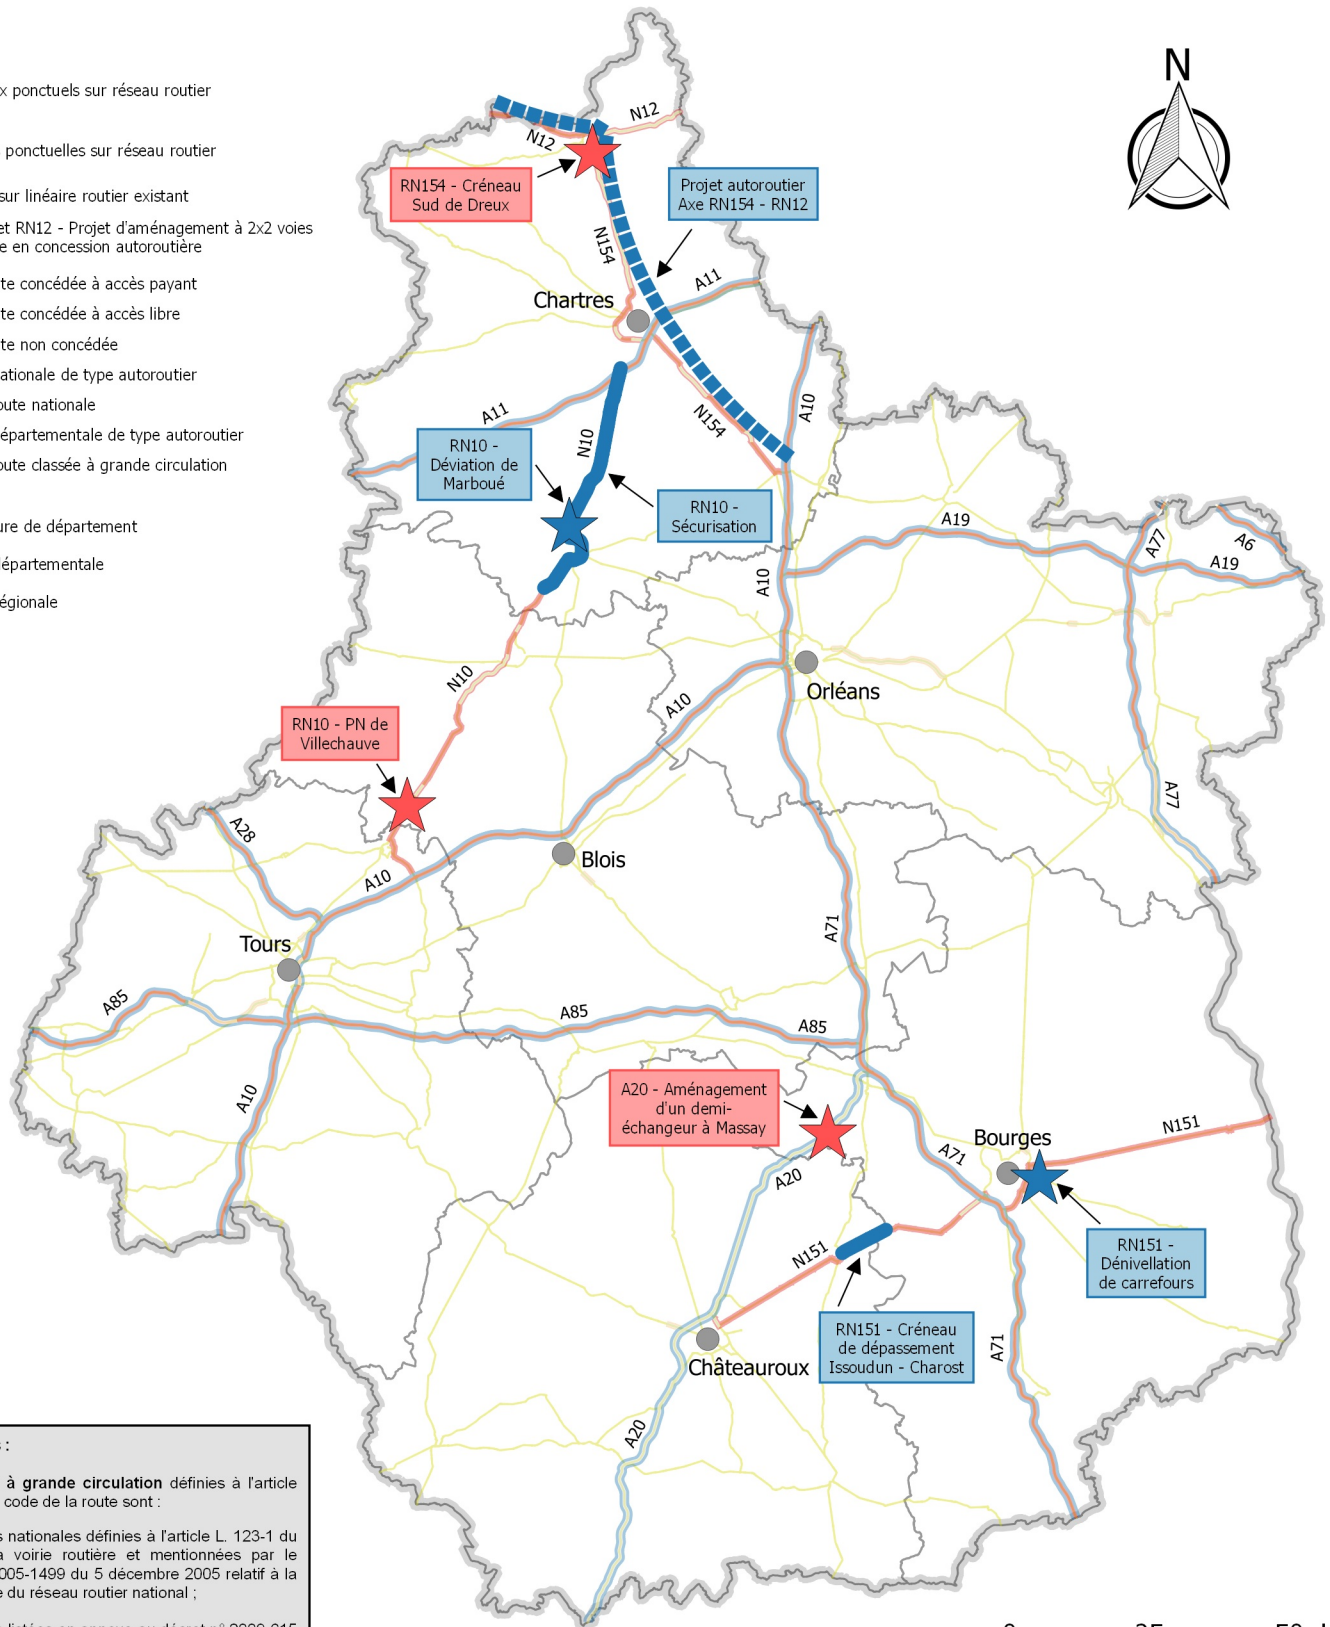 x ponctuels sur réseau routier
ponctuelles sur réseau routier
sur linéaire routier existant
et RN12 - Projet d'aménagement à 2x2 voies
e en concession autoroutière
te concédée à accès payant
te concédée à accès libre
te non concédée
ationale de type autoroutier
oute nationale
épartementale de type autoroutier
oute classée à grande circulation
ure de département
départementale
égionale
N
N12
N12
RN154 - Créneau
Sud de Dreux
Projet autoroutier
Axe RN154 - RN12
N154
A11
Chartres
A10
A11
N154
N10
RN10 -
Déviation de
Marboué
RN10 -
Sécurisation
A19
A77
A6
A19
A10
N10
Orléans
A10
RN10 - PN de
Villechauve
A77
A28
Blois
A10
A71
Tours
A85
A85
A85
A10
A20 - Aménagement
d'un demi-
échangeur à Massay
N151
Bourges
A71
A20
RN151 -
Dénivellation
de carrefours
N151
RN151 - Créneau
de dépassement
Issoudun - Charost
A71
Châteauroux
A20
:
à grande circulation définies à l'article
code de la route sont :
s nationales définies à l'article L. 123-1 du
a voirie routière et mentionnées par le
005-1499 du 5 décembre 2005 relatif à la
e du réseau routier national ;